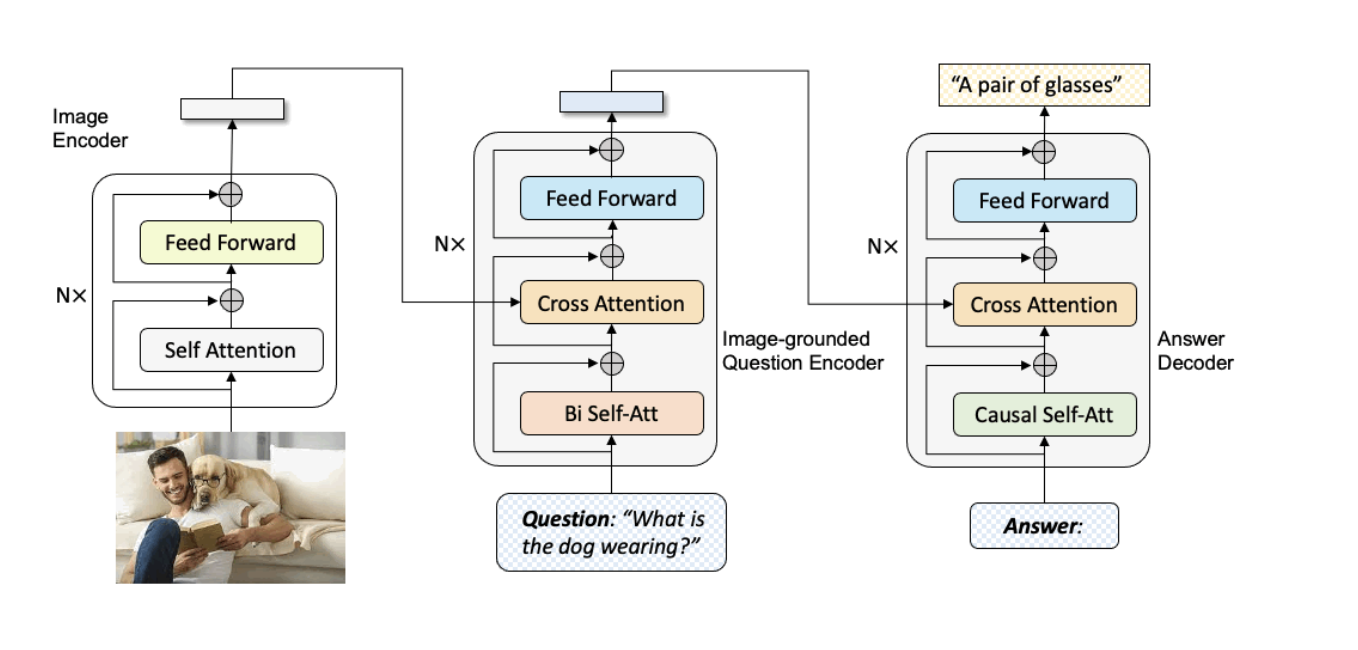 Image
Encoder
N×
Feed Forward
Self Attention
N×
Feed Forward
Cross Attention
Bi Self-Att
Image-grounded
Question Encoder
Question: “What is
the dog wearing?”
“A pair of glasses”
N×
Feed Forward
Cross Attention
Causal Self-Att
Answer
Decoder
Answer: